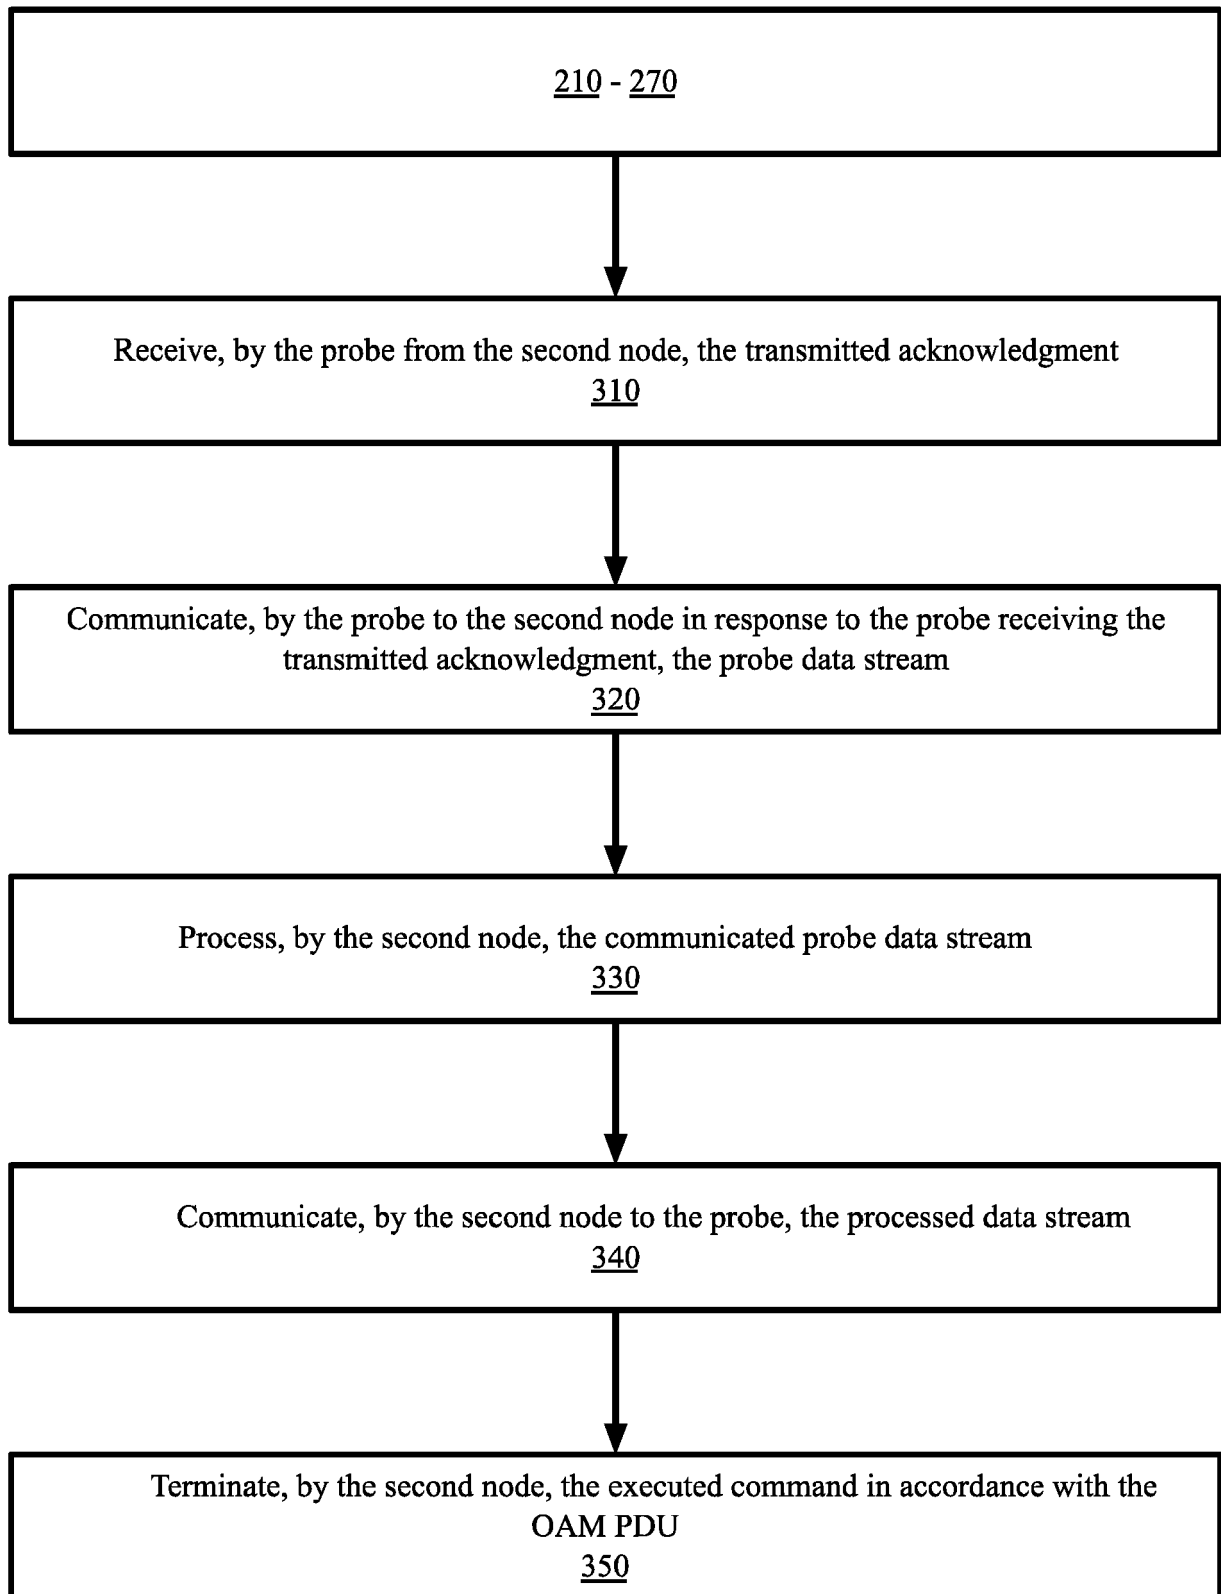 210 - 270
Receive, by the probe from the second node, the transmitted acknowledgment
310
Communicate, by the probe to the second node in response to the probe receiving the
transmitted acknowledgment, the probe data stream
320
Process, by the second node, the communicated probe data stream
330
Communicate, by the second node to the probe, the processed data stream
340
Terminate, by the second node, the executed command in accordance with the
OAM PDU
350